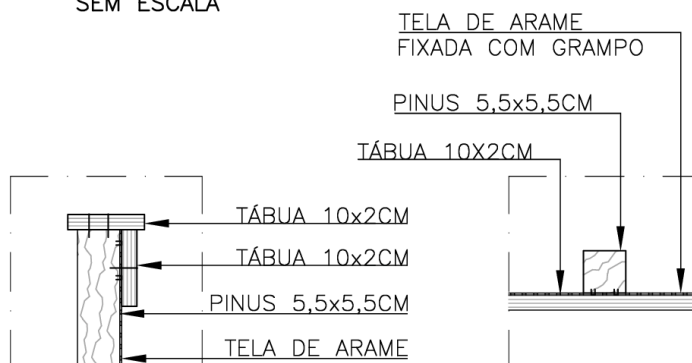 SEM ESCALA
TELA DE ARAME
FIXADA COM GRAMPO
PINUS 5,5x5,5CM
TÁBUA 10X2CM
TÁBUA 10x2CM
TÁBUA 10x2CM
PINUS 5,5x5,5CM
TELA DE ARAME